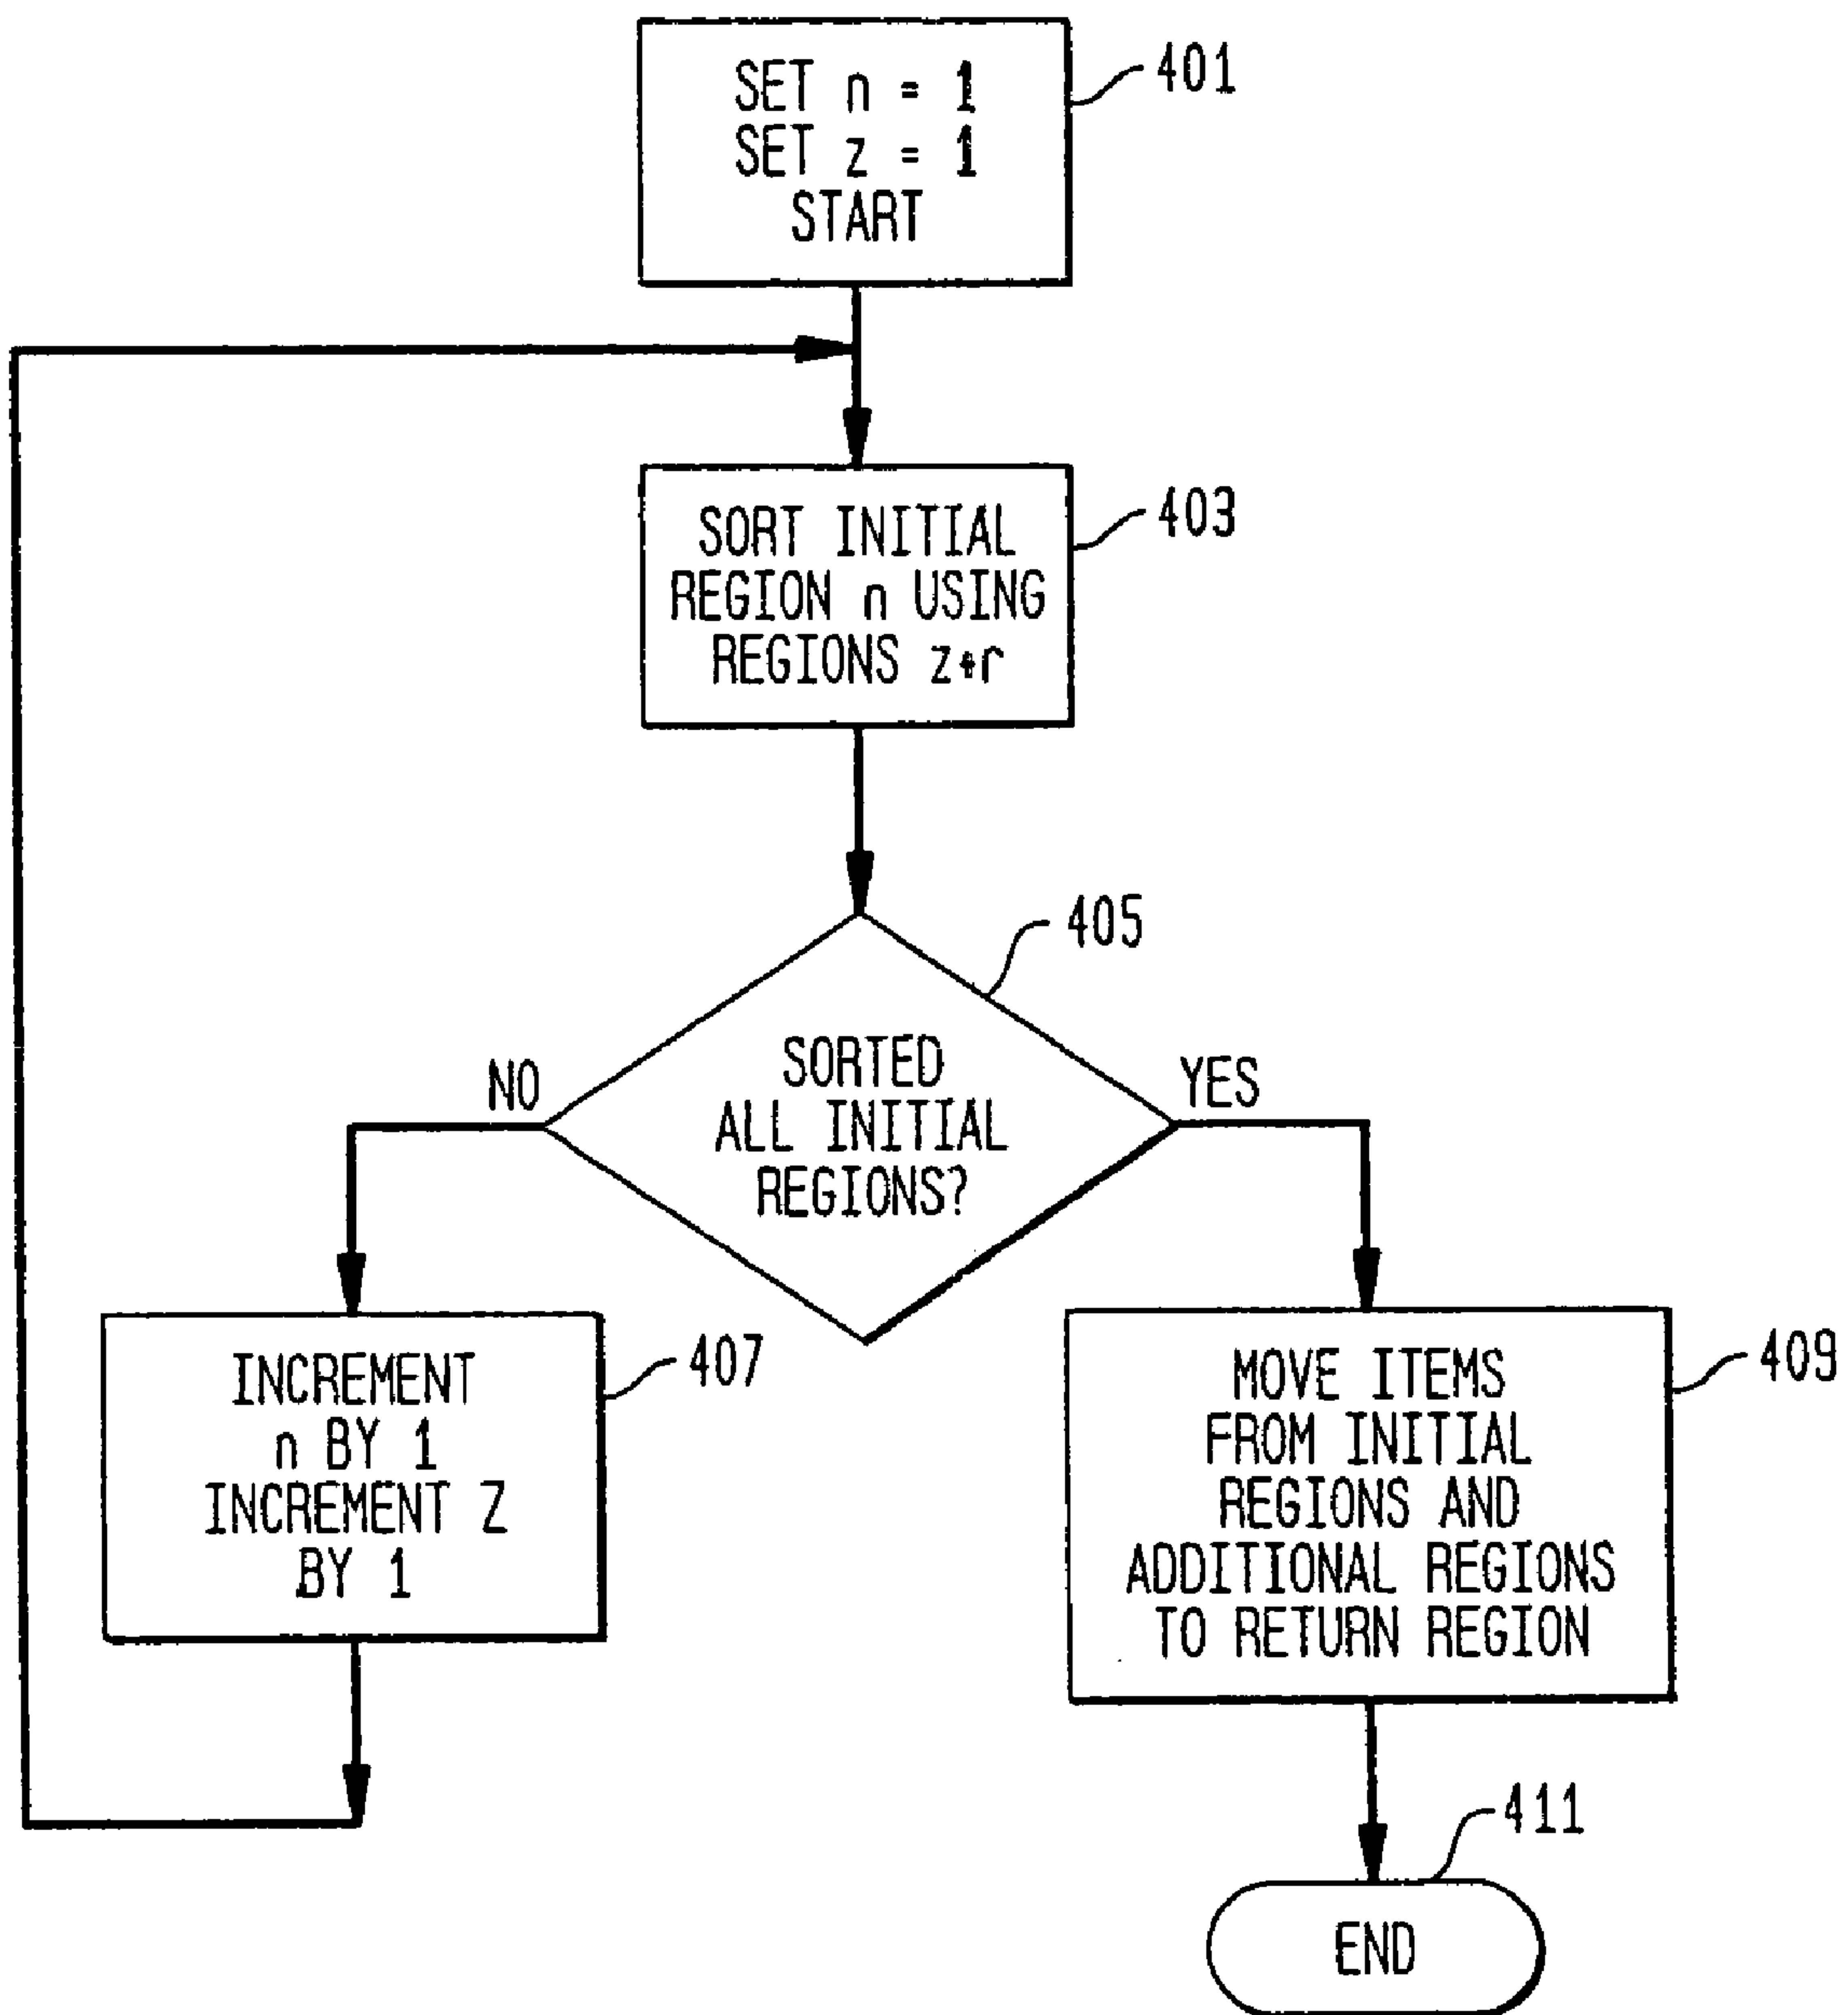 SET n = 1
SET z = 1
START
401
SORT INITIAL
REGION n USING
REGIONS z+r
403
SORTED
ALL INITIAL
REGIONS?
405
NO
YES
INCREMENT
n BY 1
INCREMENT Z
BY 1
407
MOVE ITEMS
FROM INITIAL
REGIONS AND
ADDITIONAL REGIONS
TO RETURN REGION
409
END
411